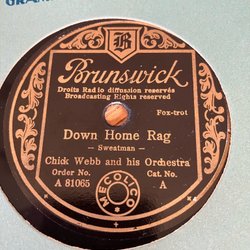 GRAM
B
Brunswick
Droits Radio diffusion reservés
Broadcasting Rights reserved
Fox-trot
Down Home Rag
- Sweatman -
Chick Webb and his Orchestra
Order No. Cat. No.
A 81065 A
MECOLICO